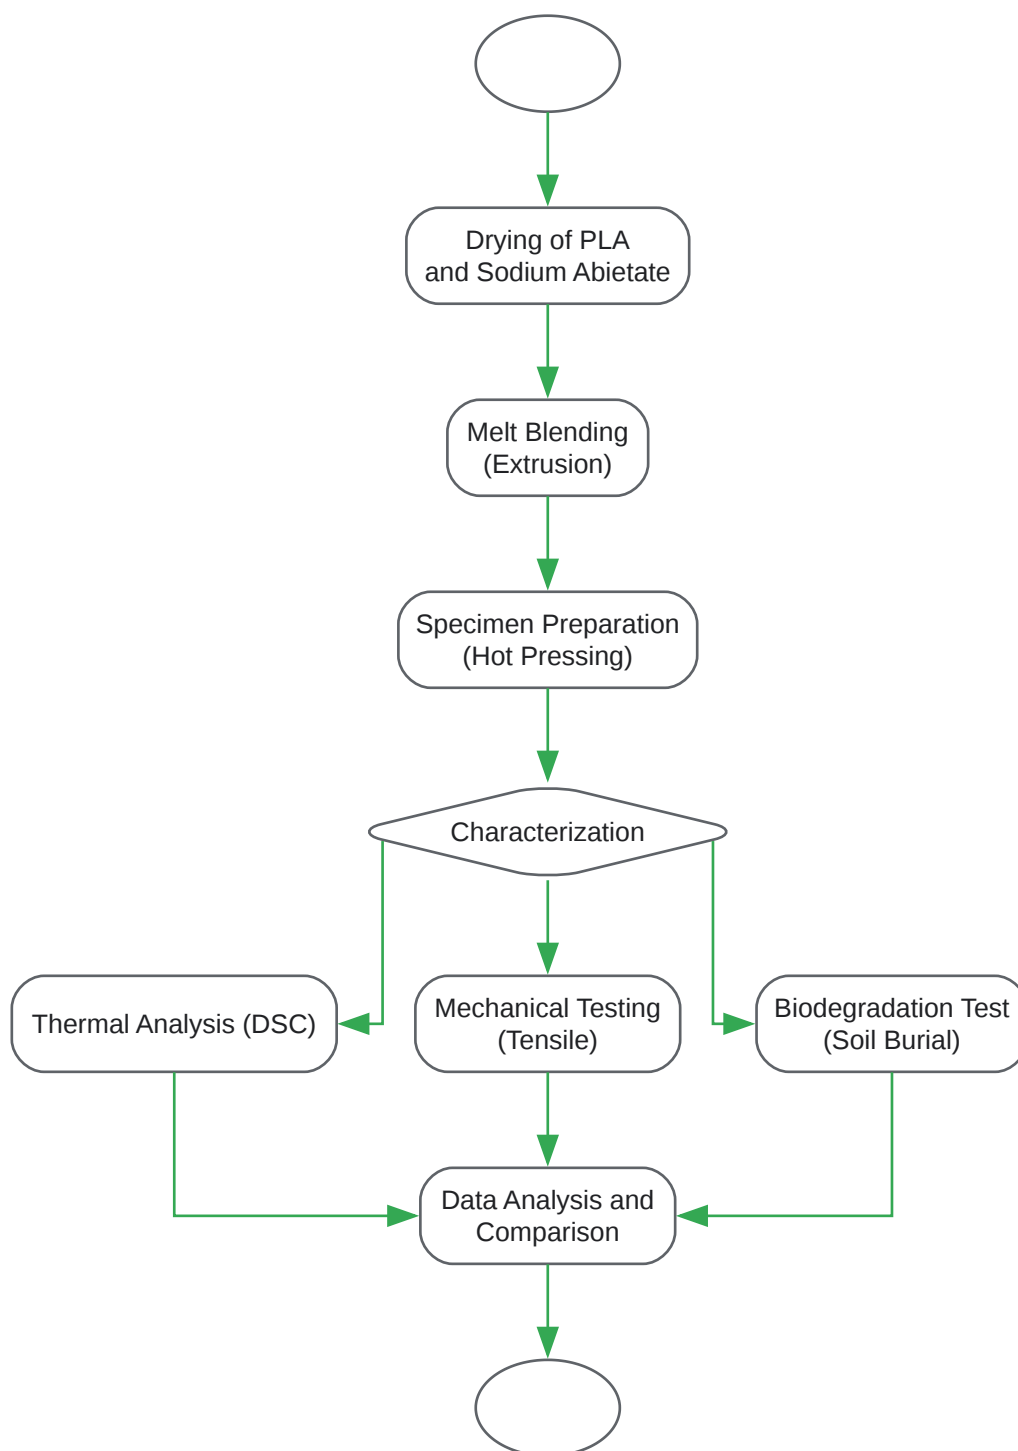 Drying of PLA
and Sodium Abietate
Melt Blending
(Extrusion)
Specimen Preparation
(Hot Pressing)
Characterization
Thermal Analysis (DSC)
Mechanical Testing
(Tensile)
Biodegradation Test
(Soil Burial)
Data Analysis and
Comparison